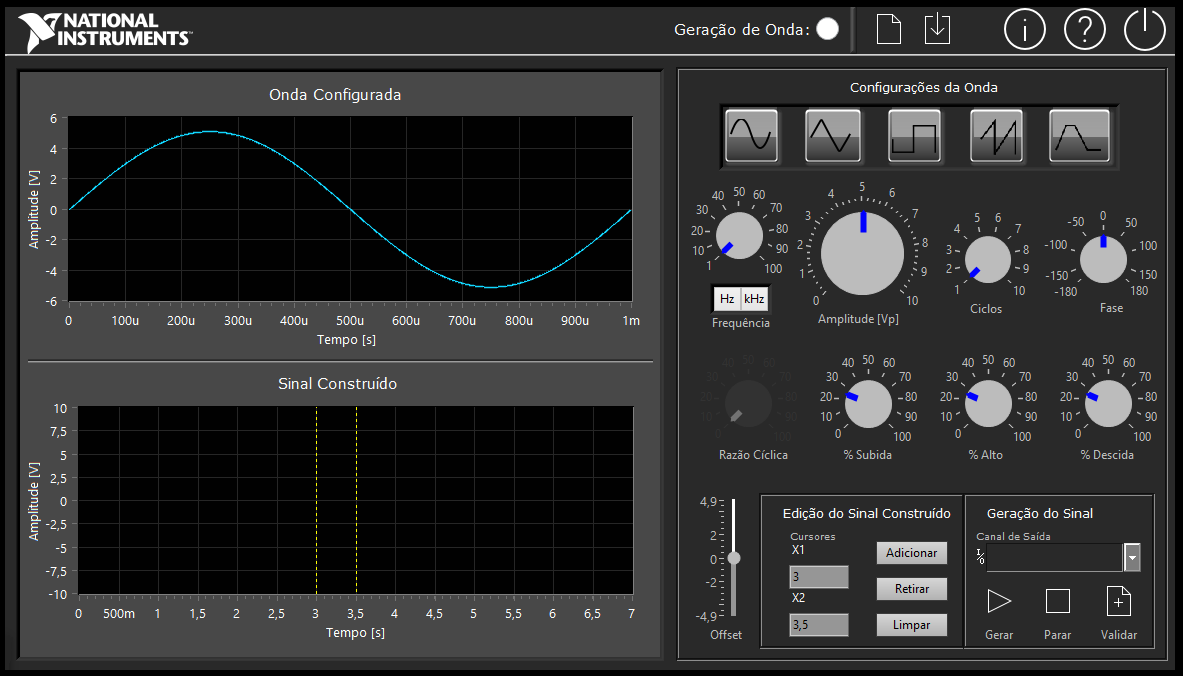 NATIONAL
INSTRUMENTS™
Geração de Onda:
i
?
Onda Configurada
Amplitude [V]
6
4
2
0
-2
-4
-6
0 100u 200u 300u 400u 500u 600u 700u 800u 900u 1m
Tempo [s]
Sinal Construído
Amplitude [V]
10
7,5
5
2,5
0
-2,5
-5
-7,5
-10
0 500m 1 1,5 2 2,5 3 3,5 4 4,5 5 5,5 6 6,5 7
Tempo [s]
Configurações da Onda
1 10 20 30 40 50 60 70 80 90 100
Hz kHz
Frequência
0 1 2 3 4 5 6 7 8 9 10
Amplitude [Vp]
1 2 3 4 5 6 7 8 9 10
Ciclos
-180 -150 -100 -50 0 50 100 150 180
Fase
0 10 20 30 40 50 60 70 80 90 100
Razão Cíclica
0 10 20 30 40 50 60 70 80 90 100
% Subida
0 10 20 30 40 50 60 70 80 90 100
% Alto
0 10 20 30 40 50 60 70 80 90 100
% Descida
4,9
2
0
-2
-4,9
Offset
Edição do Sinal Construído
Cursores
X1
3
X2
3,5
Adicionar
Retirar
Limpar
Geração do Sinal
Canal de Saída
I/O
Gerar
Parar
Validar